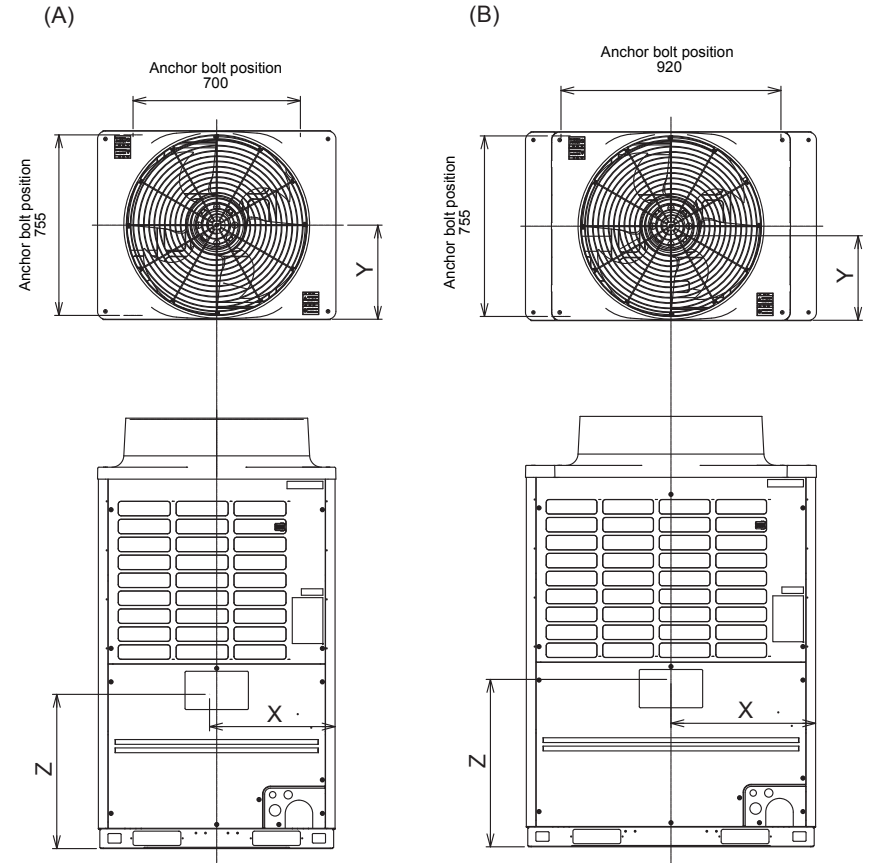 (A)
Anchor bolt position
700
Anchor bolt position
755
Y
X
Z
(B)
Anchor bolt position
920
Anchor bolt position
755
Y
X
Z